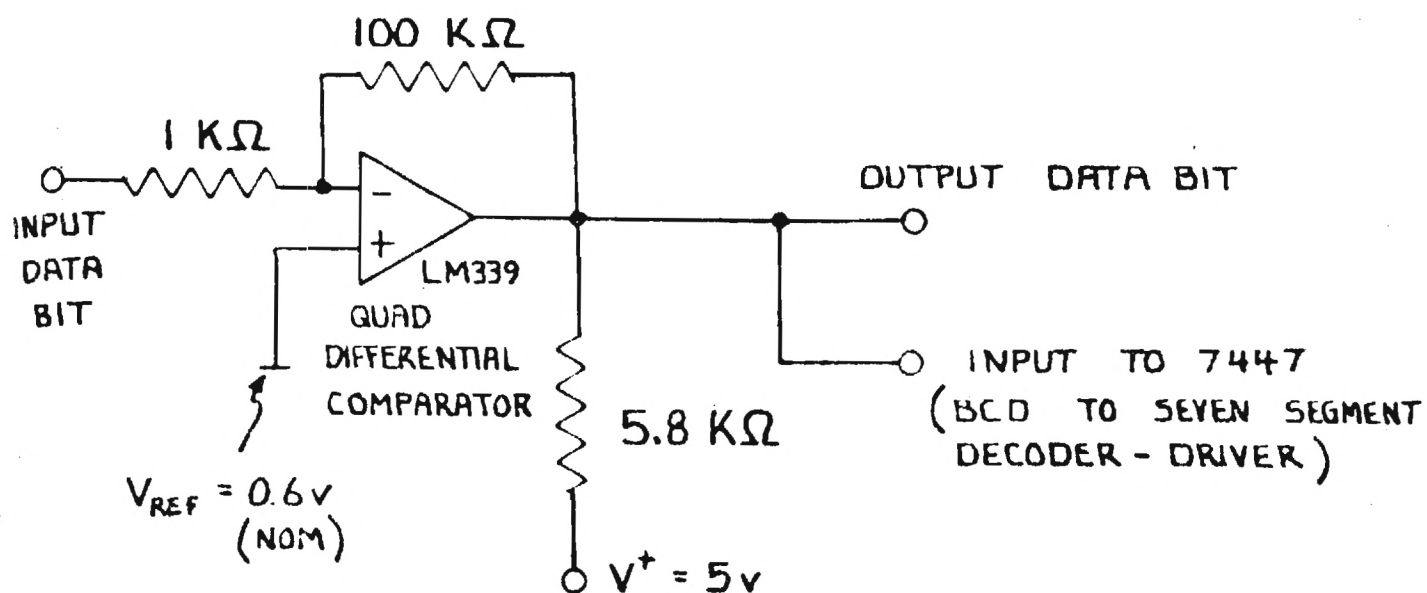 100 KΩ
1 KΩ
INPUT
DATA
BIT
-
+
LM339
QUAD
DIFFERENTIAL
COMPARATOR
OUTPUT DATA BIT
INPUT TO 7447
(BCD TO SEVEN SEGMENT
DECODER - DRIVER)
5.8 KΩ
V_REF = 0.6v
(NOM)
V⁺ = 5v